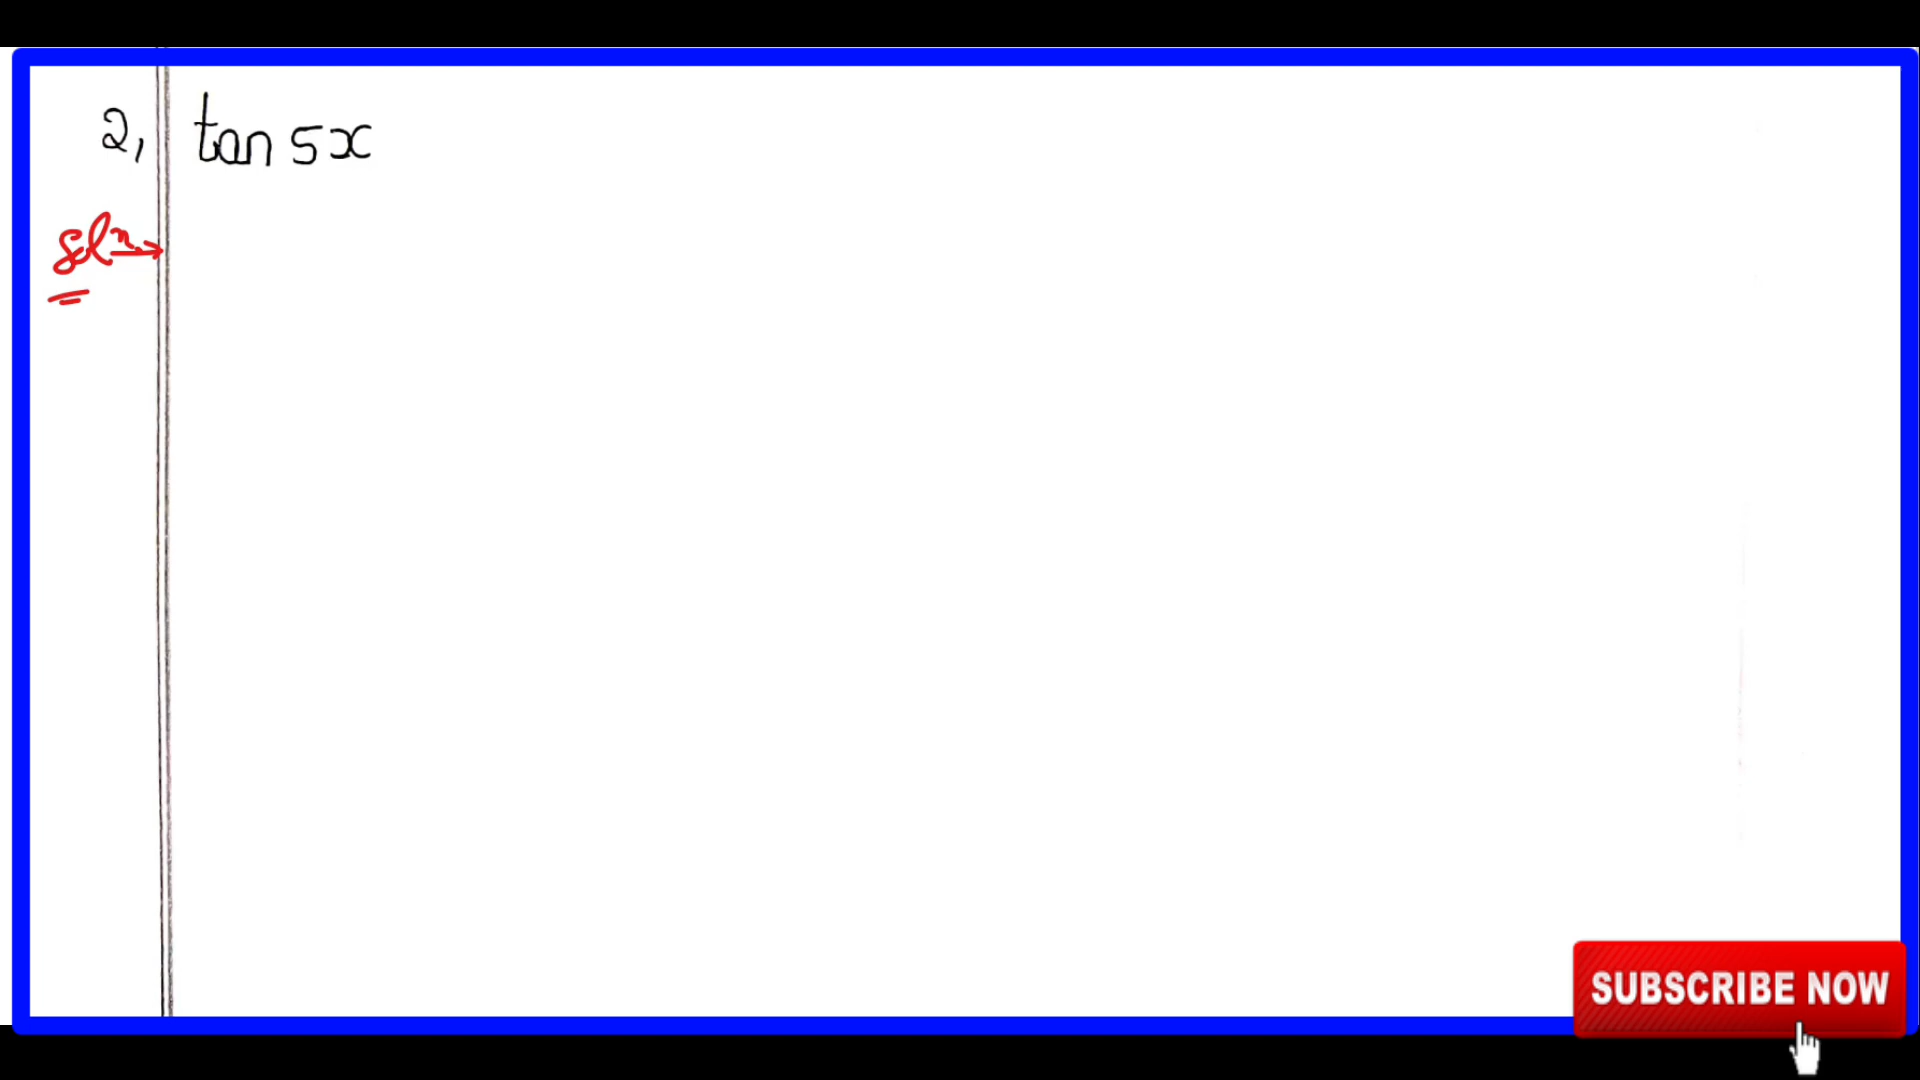 2, tan 5x
Solⁿ. →
SUBSCRIBE NOW